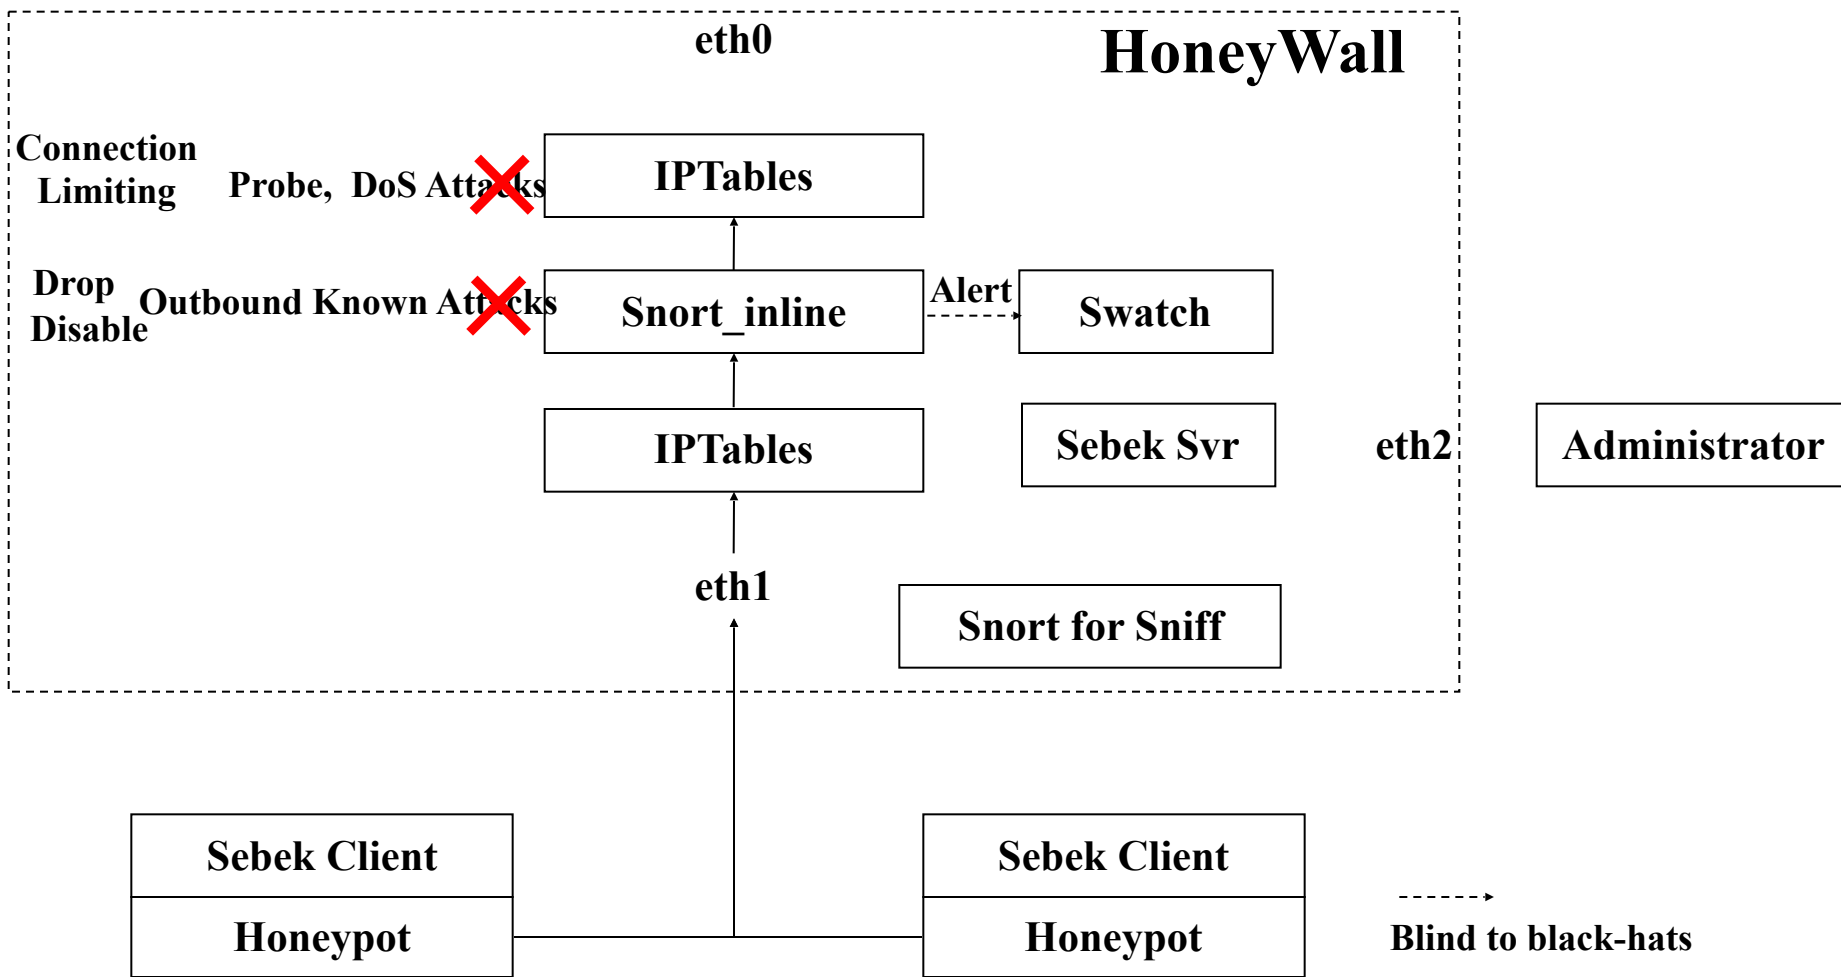 eth0
HoneyWall
Connection
Limiting
Probe, DoS Attacks
IPTables
Drop
Disable
Outbound Known Attacks
Snort_inline
Alert
Swatch
IPTables
Sebek Svr
eth2
Administrator
eth1
Snort for Sniff
Sebek Client
Honeypot
Sebek Client
Honeypot
Blind to black-hats